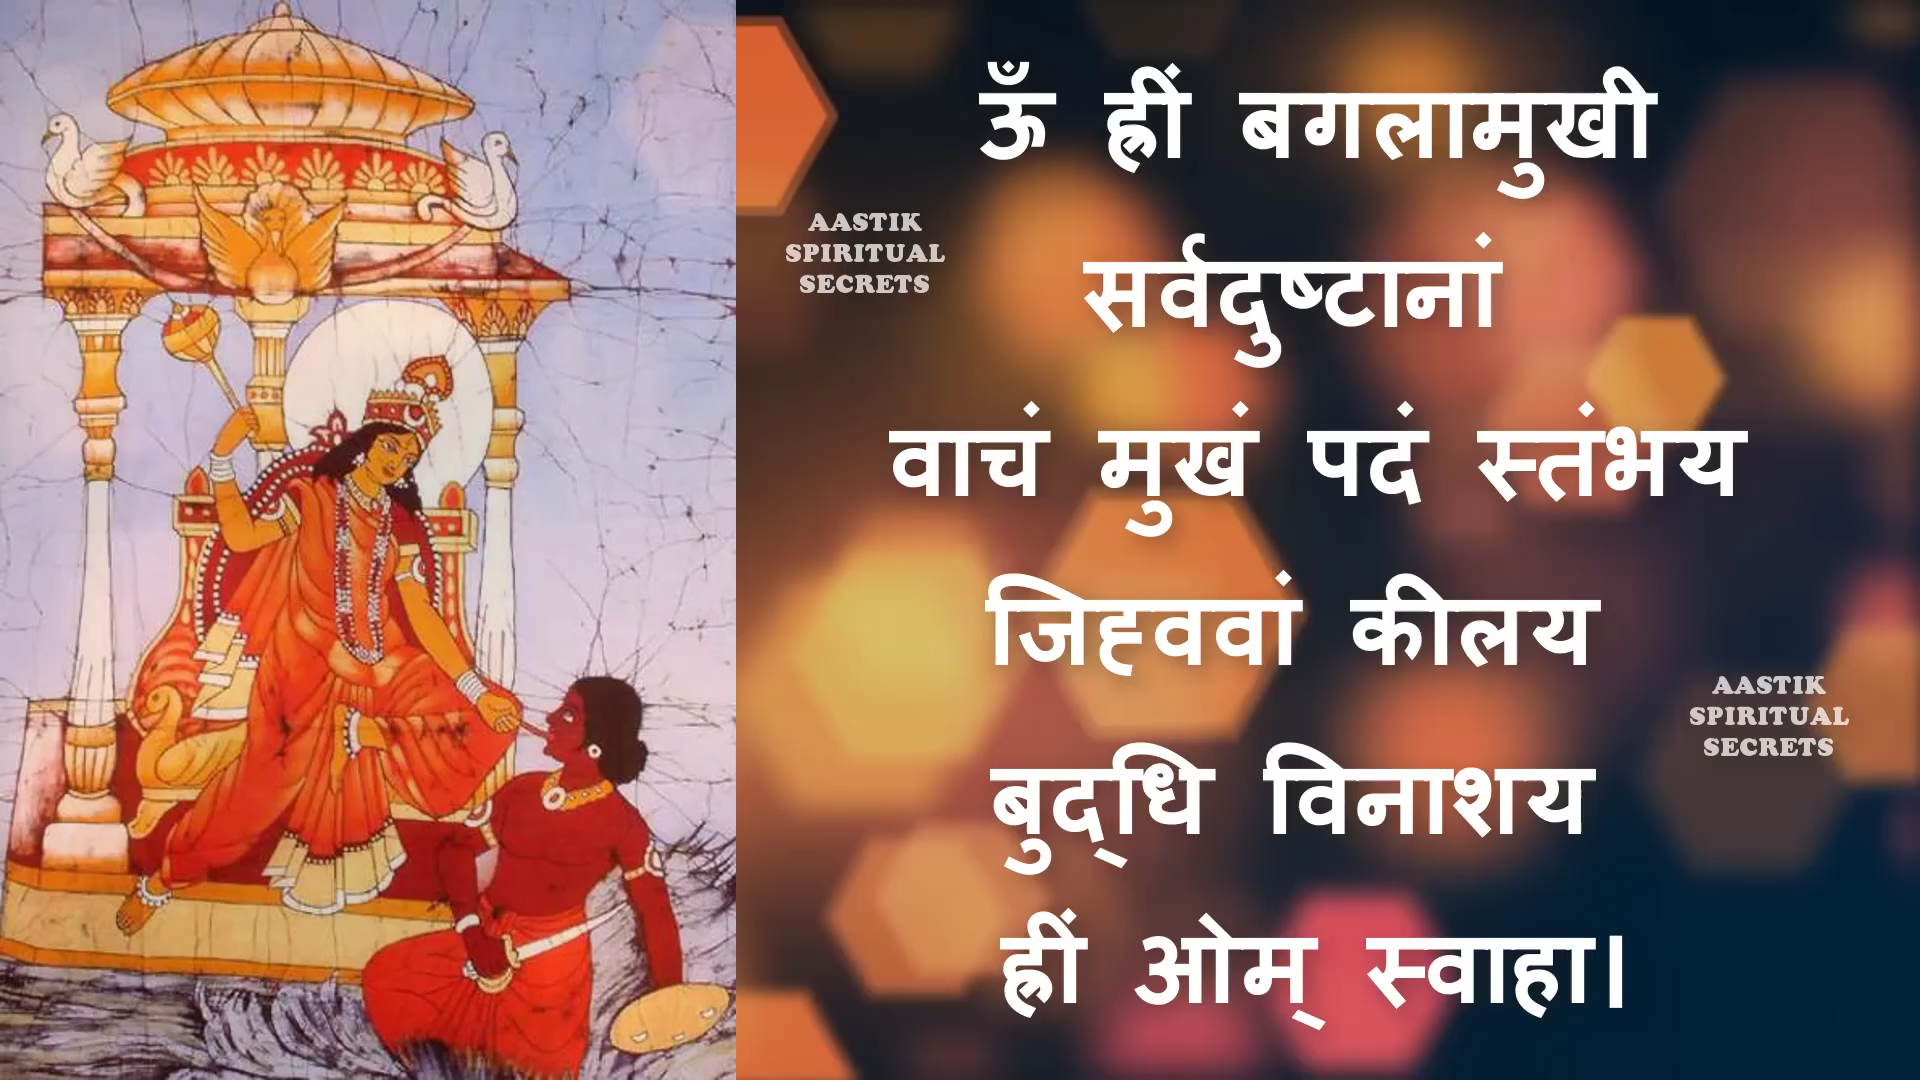 ऊँ ह्रीं बगलामुखी
सर्वदुष्टानां
वाचं मुखं पदं स्तंभय
जिह्ववां कीलय
बुद्‌धि विनाशय
ह्रीं ओम् स्वाहा।
AASTIK
SPIRITUAL
SECRETS
AASTIK
SPIRITUAL
SECRETS